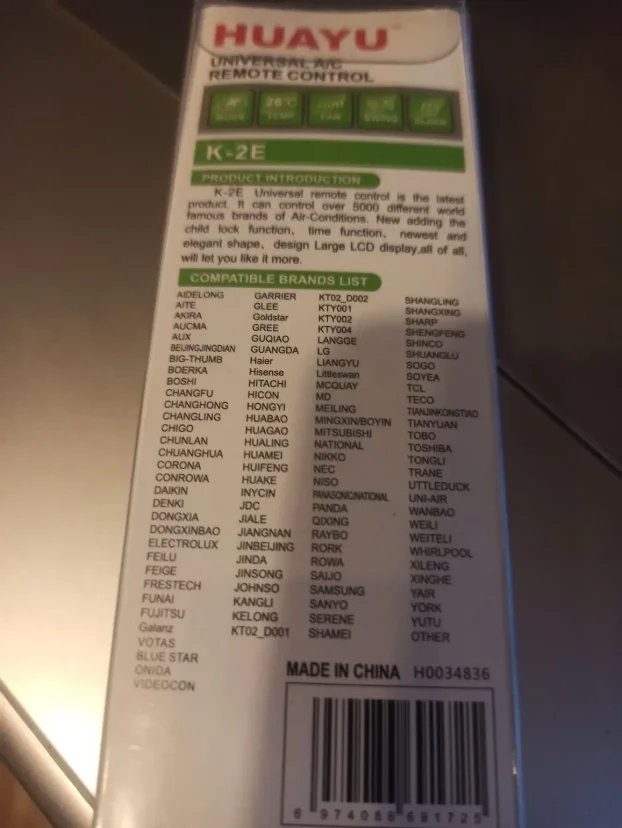 HUAYU
UNIVERSAL A/C
REMOTE CONTROL
MODE 26°C TEMP FAN SWING SLEEP
K-2E
PRODUCT INTRODUCTION
K-2E Universal remote control is the latest
product. It can control over 5000 different world
famous brands of Air-Conditions. New adding the
child lock function、 time function、 newest and
elegant shape、 design Large LCD display,all of all,
will let you like it more.
COMPATIBLE BRANDS LIST
AIDELONG
AITE
AKIRA
AUCMA
AUX
BEIJINGJINGDIAN
BIG-THUMB
BOERKA
BOSHI
CHANGFU
CHANGHONG
CHANGLING
CHIGO
CHUNLAN
CHUANGHUA
CORONA
CONROWA
DAIKIN
DENKI
DONGXIA
DONGXINBAO
ELECTROLUX
FEILU
FEIGE
FRESTECH
FUNAI
FUJITSU
Galanz
VOTAS
BLUE STAR
ONIDA
VIDEOCON
GARRIER
GLEE
Goldstar
GREE
GUQIAO
GUANGDA
Haier
Hisense
HITACHI
HICON
HONGYI
HUABAO
HUAGAO
HUALING
HUAMEI
HUIFENG
HUAKE
INYCIN
JDC
JIALE
JIANGNAN
JINBEIJING
JINDA
JINSONG
JOHNSO
KANGLI
KELONG
KT02_D001
KT02_D002
KTY001
KTY002
KTY004
LANGGE
LG
LIANGYU
Littleswan
MCQUAY
MD
MEILING
MINGXIN/BOYIN
MITSUBISHI
NATIONAL
NIKKO
NEC
NISO
PANASONIC/NATIONAL
PANDA
QIXING
RAYBO
RORK
ROWA
SAIJO
SAMSUNG
SANYO
SERENE
SHAMEI
SHANGLING
SHANGXING
SHARP
SHENGFENG
SHINCO
SHUANGLU
SOGO
SOYEA
TCL
TECO
TIANJINKONGTIAO
TIANYUAN
TOBO
TOSHIBA
TONGLI
TRANE
UTTLEDUCK
UNI-AIR
WANBAO
WEILI
WEITELI
WHIRLPOOL
XILENG
XINGHE
YAIR
YORK
YUTU
OTHER
MADE IN CHINA H0034836
6 974086 691725